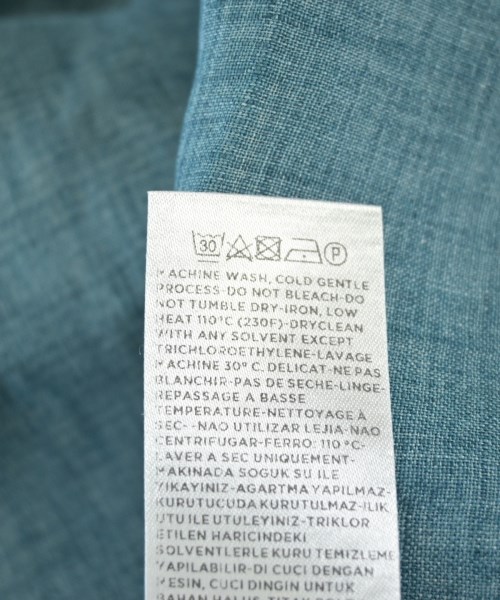 30 P
MACHINE WASH, COLD GENTLE
PROCESS-DO NOT BLEACH-DO
NOT TUMBLE DRY-IRON, LOW
HEAT 110°C (230F)-DRYCLEAN
WITH ANY SOLVENT EXCEPT
TRICHLOROETHYLENE-LAVAGE
MACHINE 30° C. DELICAT-NE PAS
BLANCHIR-PAS DE SECHE-LINGE-
REPASSAGE A BASSE
TEMPERATURE-NETTOYAGE À
SEC--NAO UTILIZAR LEJIA-NAO
CENTRIFUGAR-FERRO: 110 °C-
LAVER A SEC UNIQUEMENT-
MAKINADA SOGUK SU ILE
YIKAYINIZ-AGARTMA YAPILMAZ-
KURUTUCUDA KURUTULMAZ-ILIK
UTU ILE UTULEYINIZ-TRIKLOR
ETILEN HARICINDEKI
SOLVENTLERLE KURU TEMIZLEME
YAPILABILIR-DI CUCI DENGAN
MESIN, CUCI DINGIN UNTUK
BAHAN HALUS-TIDAK